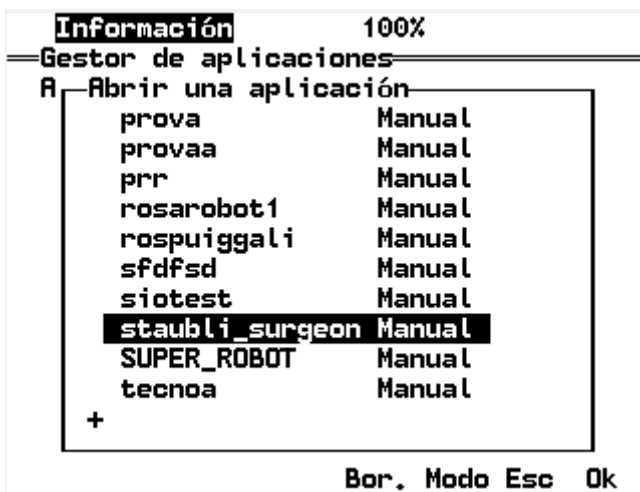 Información 100%
Gestor de aplicaciones
A Abrir una aplicación
prova Manual
provaa Manual
prr Manual
rosarobot1 Manual
rospuiggali Manual
sfdfsd Manual
siotest Manual
staubli_surgeon Manual
SUPER_ROBOT Manual
tecnoa Manual
+
Bor. Modo Esc Ok